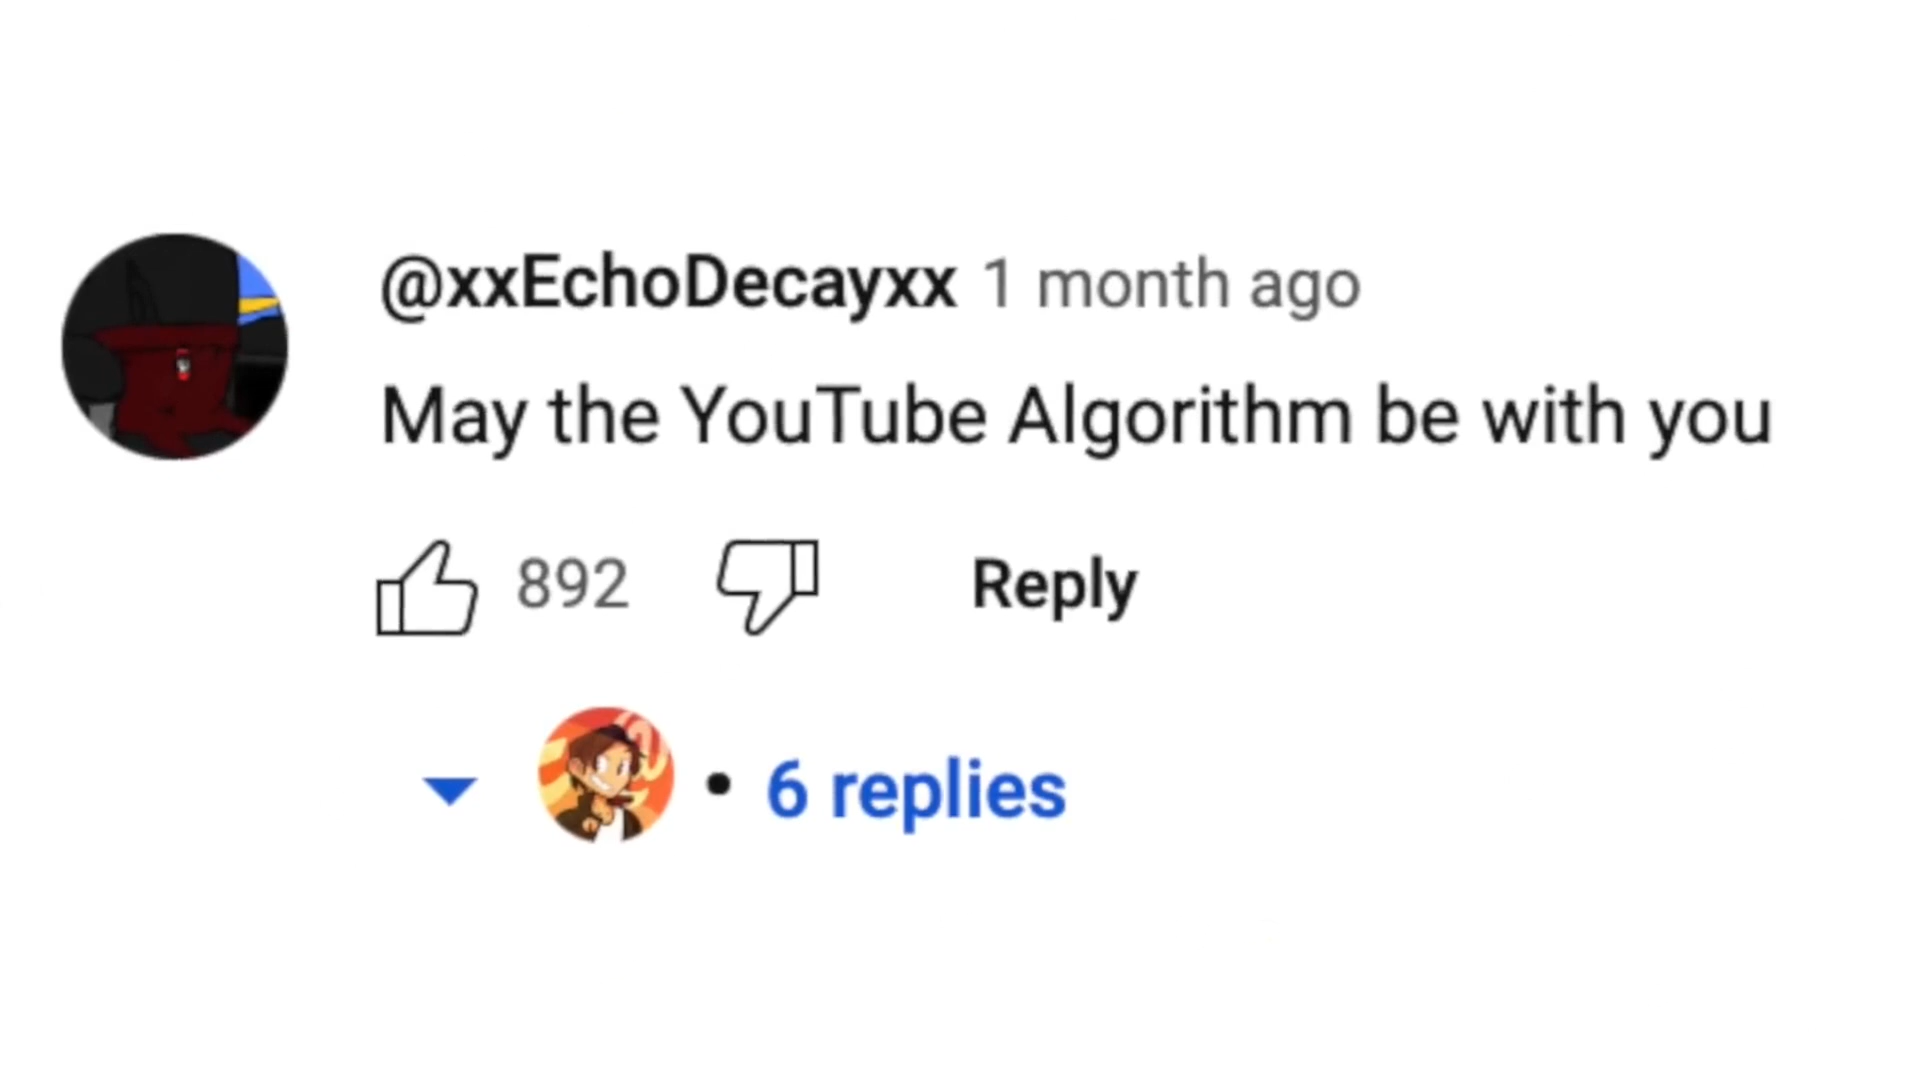 @xxEchoDecayxx 1 month ago
May the YouTube Algorithm be with you
892 Reply
• 6 replies